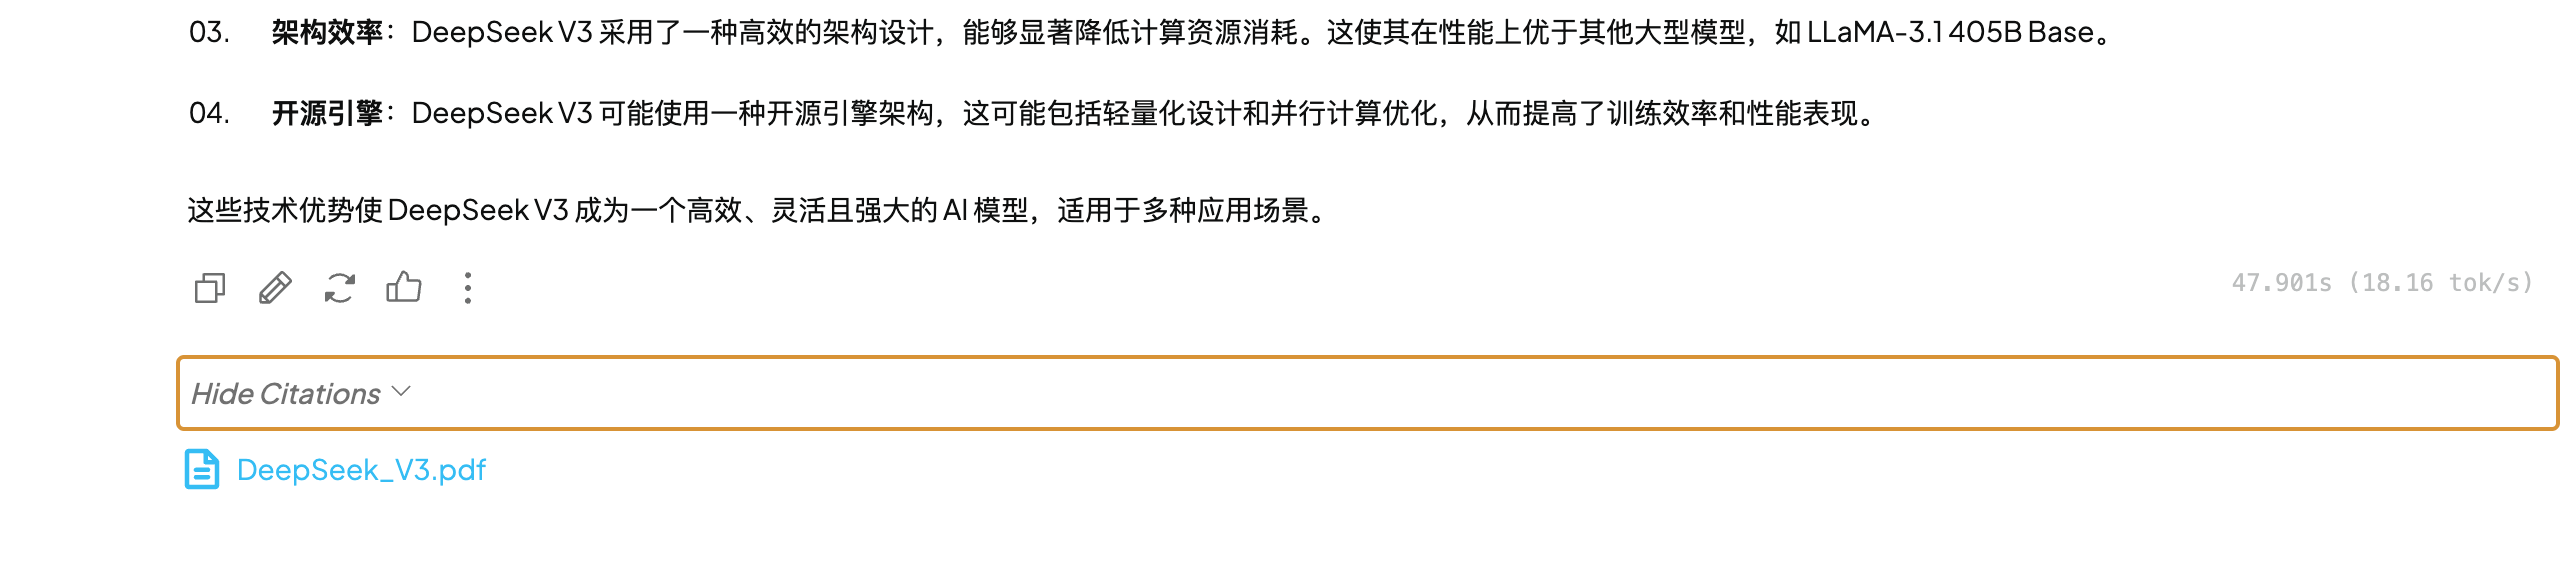 03. 架构效率：DeepSeek V3 采用了一种高效的架构设计，能够显著降低计算资源消耗。这使其在性能上优于其他大型模型，如 LLaMA-3.1 405B Base。
04. 开源引擎：DeepSeek V3 可能使用一种开源引擎架构，这可能包括轻量化设计和并行计算优化，从而提高了训练效率和性能表现。
这些技术优势使 DeepSeek V3 成为一个高效、灵活且强大的 AI 模型，适用于多种应用场景。
47.901s (18.16 tok/s)
Hide Citations
DeepSeek_V3.pdf